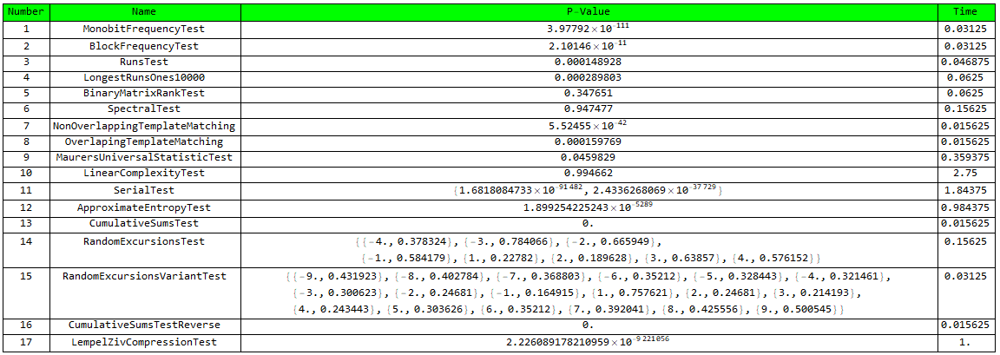 Number Name P-Value Time
1 MonobitFrequencyTest 3.97792×10^-111 0.03125
2 BlockFrequencyTest 2.10146×10^-11 0.03125
3 RunsTest 0.000148928 0.046875
4 LongestRunsOnes10000 0.000289803 0.0625
5 BinaryMatrixRankTest 0.347651 0.0625
6 SpectralTest 0.947477 0.15625
7 NonOverlappingTemplateMatching 5.52455×10^-42 0.015625
8 OverlapingTemplateMatching 0.000159769 0.015625
9 MaurersUniversalStatisticTest 0.0459829 0.359375
10 LinearComplexityTest 0.994662 2.75
11 SerialTest {1.6818084733×10^-91482, 2.4336268069×10^-37729} 1.84375
12 ApproximateEntropyTest 1.899254225243×10^-5289 0.984375
13 CumulativeSumsTest 0. 0.015625
14 RandomExcursionsTest {{-4., 0.378324}, {-3., 0.784066}, {-2., 0.665949}, 0.15625
{-1., 0.584179}, {1., 0.22782}, {2., 0.189628}, {3., 0.63857}, {4., 0.576152}}
15 RandomExcursionsVariantTest {{-9., 0.431923}, {-8., 0.402784}, {-7., 0.368803}, {-6., 0.35212}, {-5., 0.328443}, {-4., 0.321461}, 0.03125
{-3., 0.300623}, {-2., 0.24681}, {-1., 0.164915}, {1., 0.757621}, {2., 0.24681}, {3., 0.214193},
{4., 0.243443}, {5., 0.303626}, {6., 0.35212}, {7., 0.392041}, {8., 0.425556}, {9., 0.500545}}
16 CumulativeSumsTestReverse 0. 0.015625
17 LempelZivCompressionTest 2.226089178210959×10^-9221056 1.